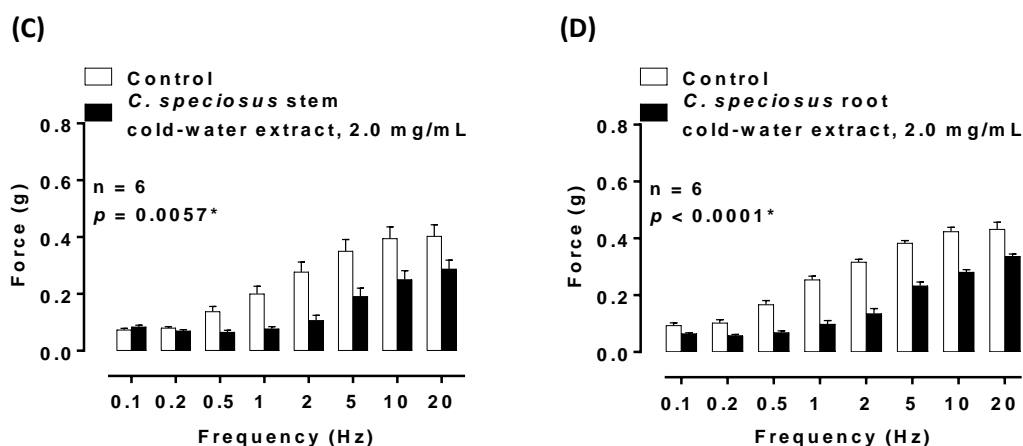 (C)
Control
C. speciosus stem
cold-water extract, 2.0 mg/mL
0.8
0.6
n = 6
p = 0.0057*
0.4
0.2
0.0
Force (g)
0.1 0.2 0.5 1 2 5 10 20
Frequency (Hz)
(D)
Control
C. speciosus root
cold-water extract, 2.0 mg/mL
0.8
0.6
n = 6
p < 0.0001*
0.4
0.2
0.0
Force (g)
0.1 0.2 0.5 1 2 5 10 20
Frequency (Hz)